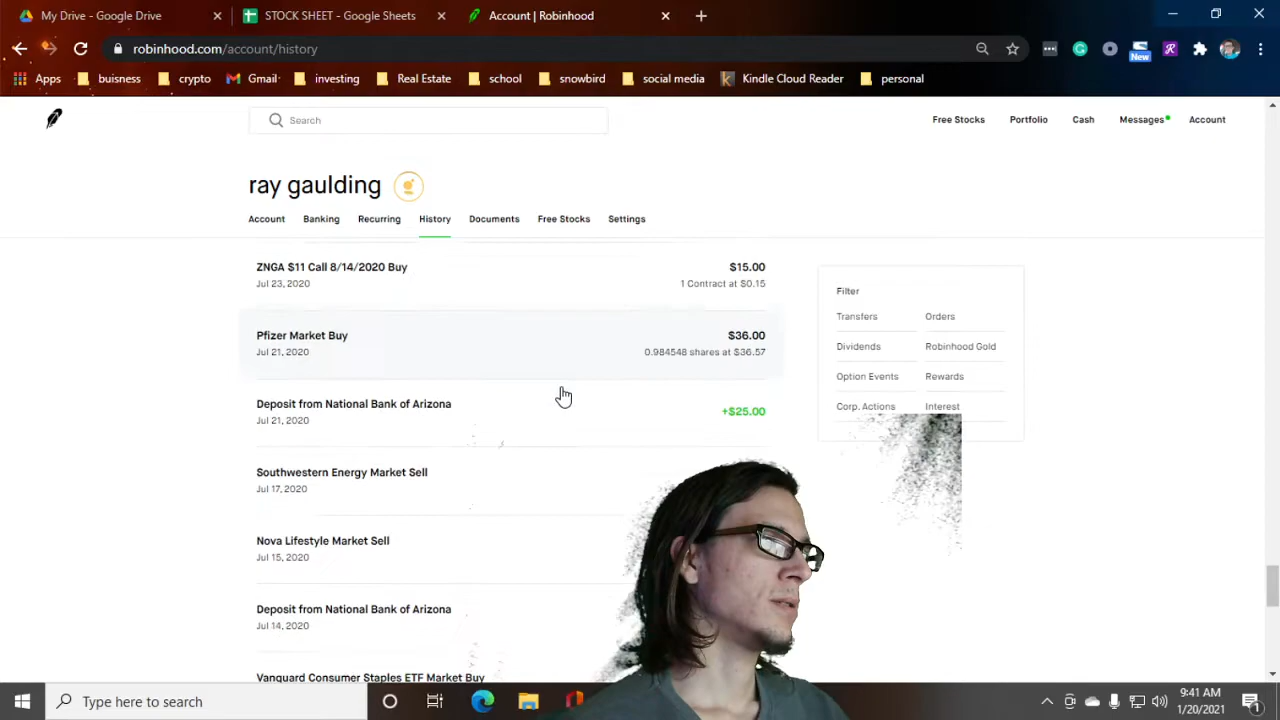 My Drive - Google Drive
STOCK SHEET - Google Sheets
Account | Robinhood
robinhood.com/account/history
New
Apps
buisness
crypto
Gmail
investing
Real Estate
school
snowbird
social media
Kindle Cloud Reader
personal
Search
Free Stocks
Portfolio
Cash
Messages
Account
ray gaulding
Account
Banking
Recurring
History
Documents
Free Stocks
Settings
ZNGA $11 Call 8/14/2020 Buy
$15.00
Jul 23, 2020
1 Contract at $0.15
Pfizer Market Buy
$36.00
Jul 21, 2020
0.984548 shares at $36.57
Deposit from National Bank of Arizona
+$25.00
Jul 21, 2020
Southwestern Energy Market Sell
Jul 17, 2020
Nova Lifestyle Market Sell
Jul 15, 2020
Deposit from National Bank of Arizona
Jul 14, 2020
Vanguard Consumer Staples ETF Market Buy
Filter
Transfers
Orders
Dividends
Robinhood Gold
Option Events
Rewards
Corp. Actions
Interest
Type here to search
9:41 AM
1/20/2021
1